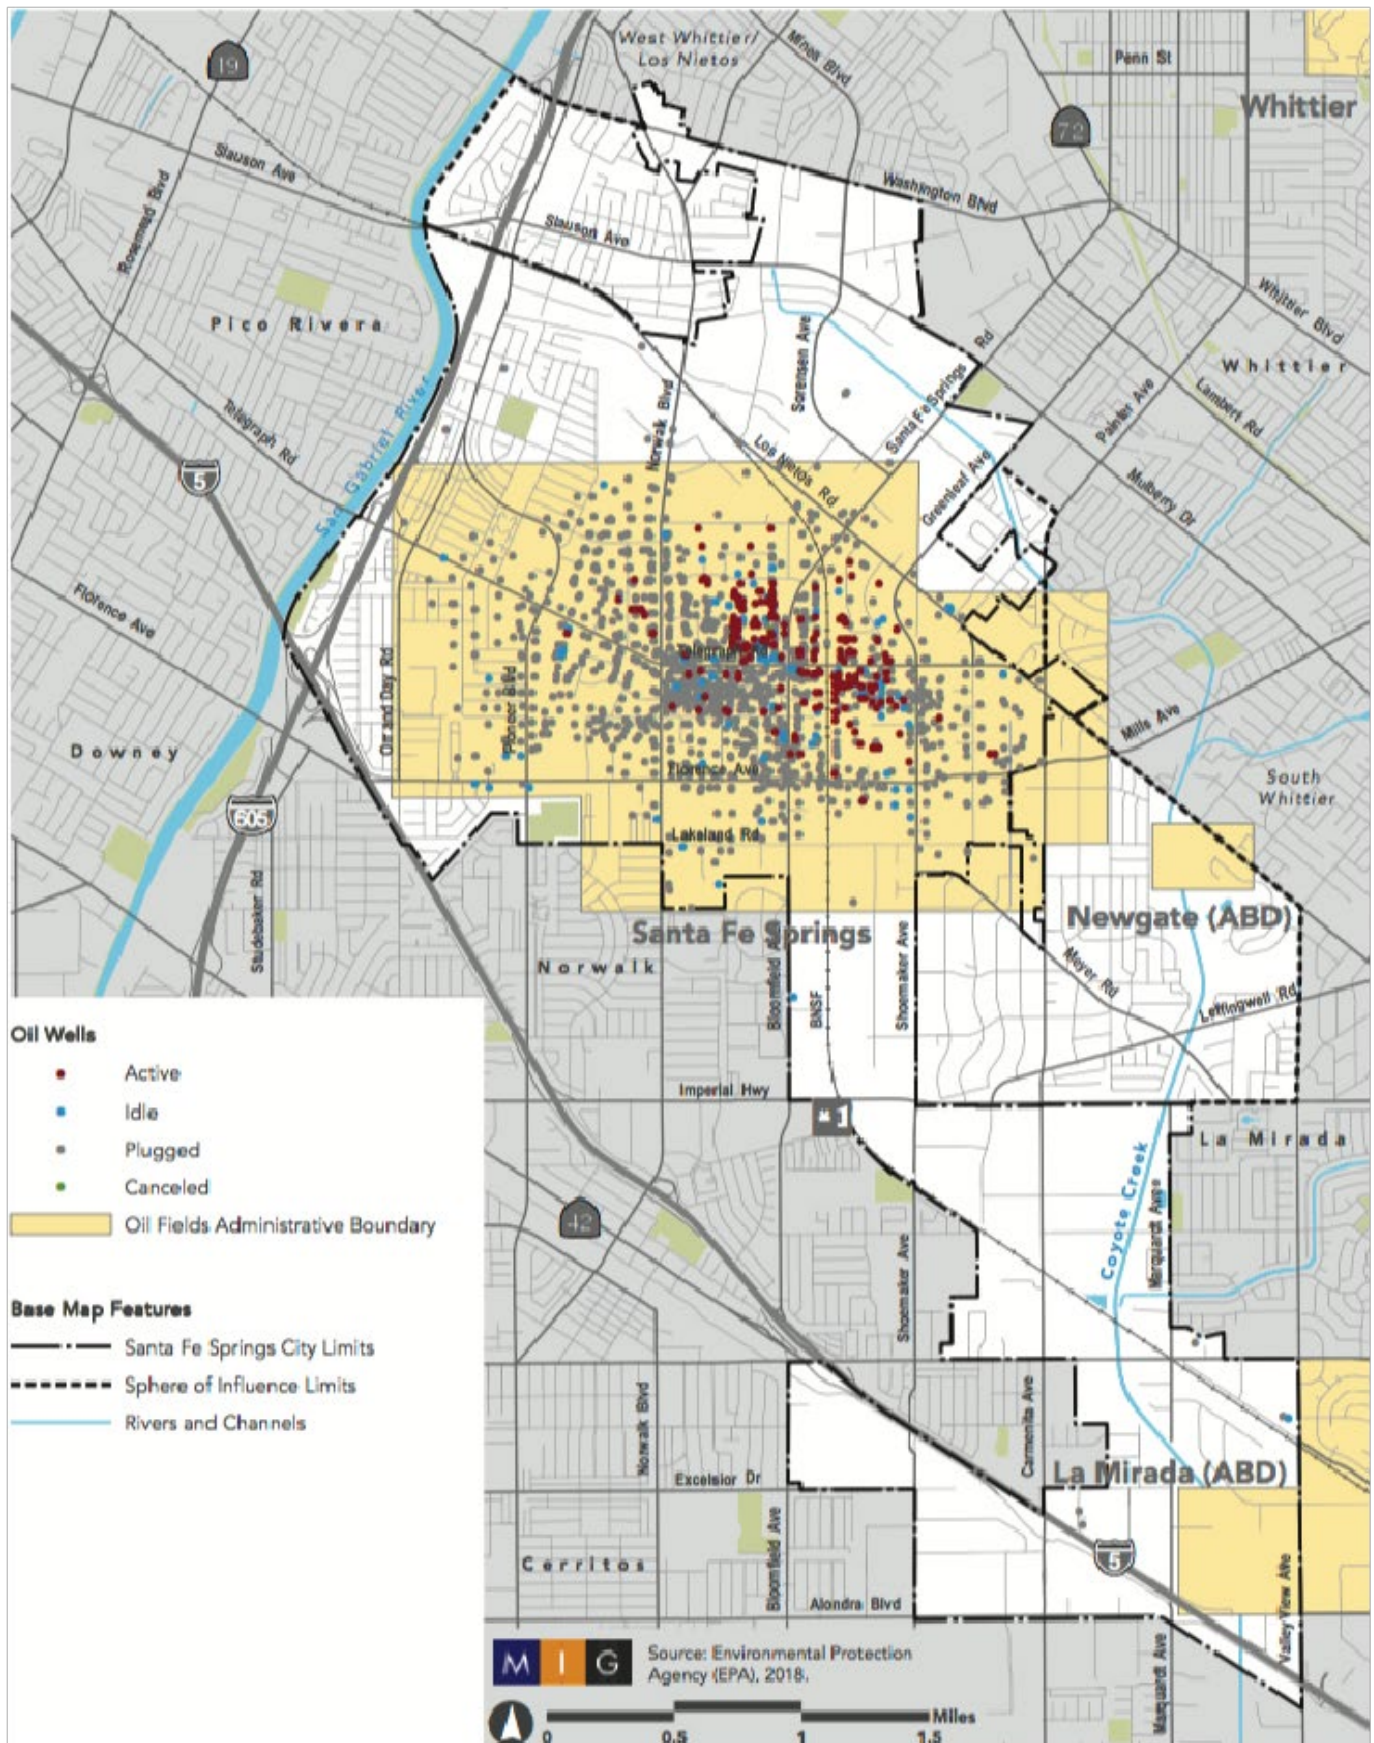 19
West Whittier/
Los Nietos
Mines Blvd
Penn St
Whittier
72
Slauson Ave
Rosemead Blvd
Slauson Ave
Washington Blvd
Whittier Blvd
Pico Rivera
Sorensen Ave
Santa Fe Springs Rd
Whittier
Painter Ave
Lambert Rd
Telegraph Rd
San Gabriel River
Norwalk Blvd
Los Nietos Rd
Greenleaf Ave
Mulberry Dr
5
Florence Ave
Telegraph Rd
Orr and Day Rd
Pioneer Blvd
Mills Ave
Downey
Florence Ave
South
Whittier
605
Lakeland Rd
Studebaker Rd
Santa Fe Springs
Newgate (ABD)
Norwalk
Bloomfield Ave
BNSF
Shoemaker Ave
Meyer Rd
Leffingwell Rd
Imperial Hwy
La Mirada
Coyote Creek
Marquardt Ave
42
Shoemaker Ave
Norwalk Blvd
Carmenita Ave
Excelsior Dr
La Mirada (ABD)
Bloomfield Ave
Cerritos
5
Alondra Blvd
Valley View Ave
Marquardt Ave
Oil Wells
Active
Idle
Plugged
Canceled
Oil Fields Administrative Boundary
Base Map Features
Santa Fe Springs City Limits
Sphere of Influence Limits
Rivers and Channels
M I G
Source: Environmental Protection
Agency (EPA), 2018.
Miles
0 0.5 1 1.5